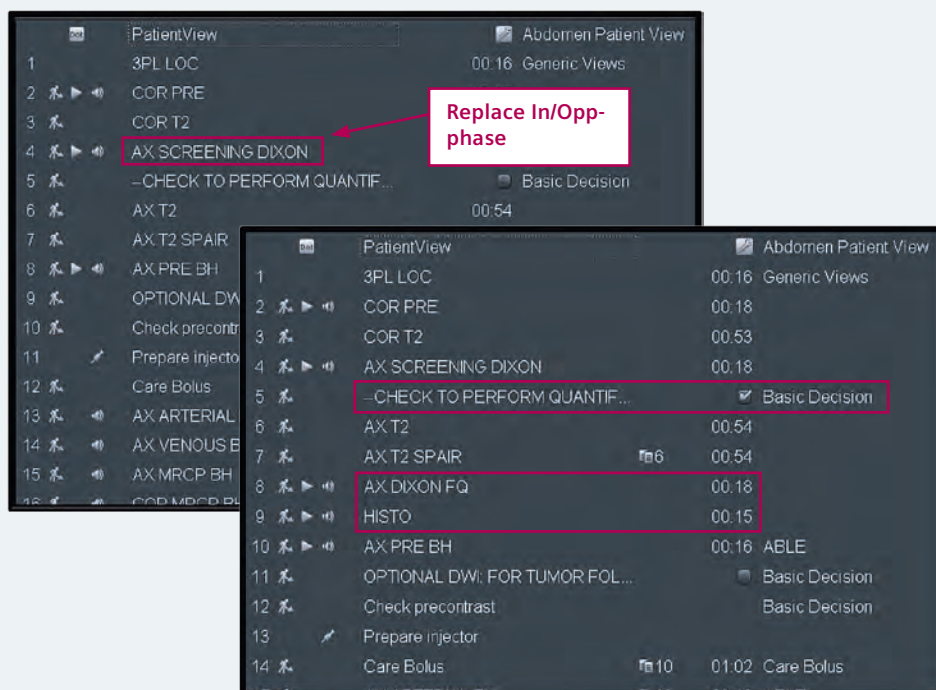 Dot PatientView Abdomen Patient View
1 3PL LOC 00:16 Generic Views
2 COR PRE
3 COR T2
Replace In/Opp-
phase
4 AX SCREENING DIXON
5 –CHECK TO PERFORM QUANTIF... Basic Decision
6 AX T2 00:54
7 AX T2 SPAIR
8 AX PRE BH
9 OPTIONAL DW
10 Check precontr
11 Prepare injecto
12 Care Bolus
13 AX ARTERIAL
14 AX VENOUS B
15 AX MRCP BH
16 COR MRCP BH
Dot PatientView Abdomen Patient View
1 3PL LOC 00:16 Generic Views
2 COR PRE 00:18
3 COR T2 00:53
4 AX SCREENING DIXON 00:18
5 –CHECK TO PERFORM QUANTIF... Basic Decision
6 AX T2 00:54
7 AX T2 SPAIR 6 00:54
8 AX DIXON FQ 00:18
9 HISTO 00:15
10 AX PRE BH 00:16 ABLE
11 OPTIONAL DWI: FOR TUMOR FOL... Basic Decision
12 Check precontrast Basic Decision
13 Prepare injector
14 Care Bolus 10 01:02 Care Bolus